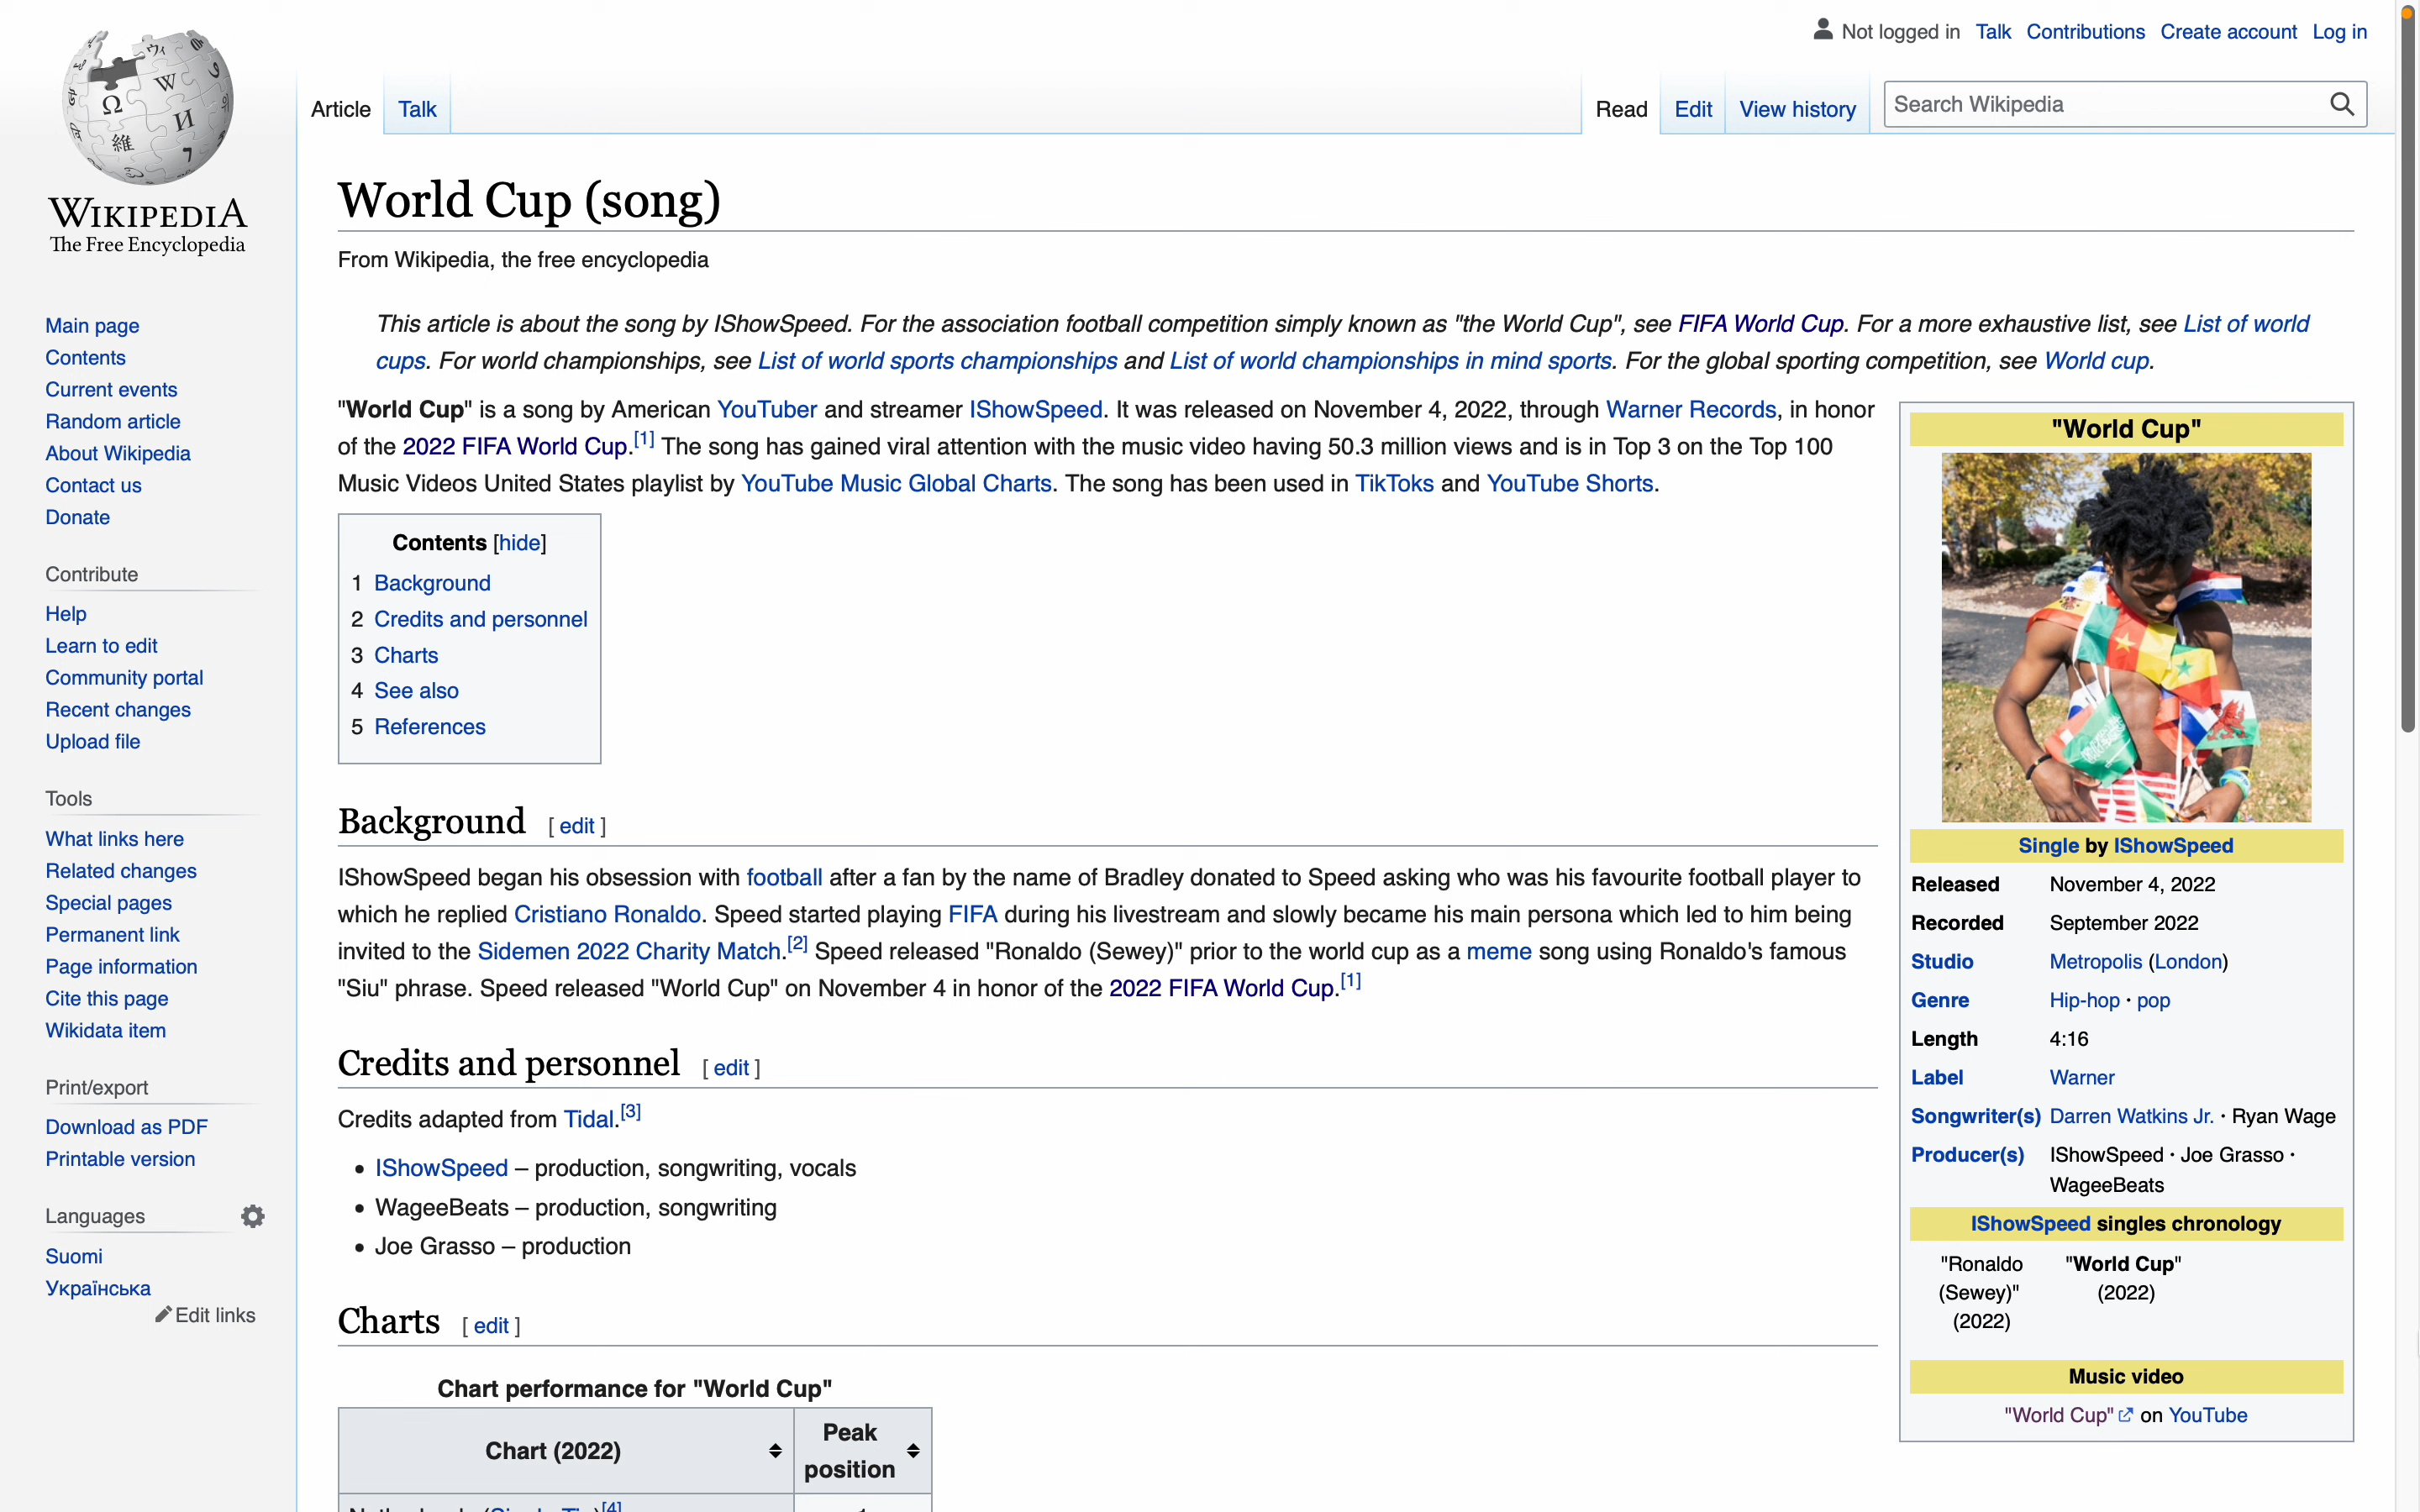 Not logged in Talk Contributions Create account Log in
Article Talk Read Edit View history Search Wikipedia
WIKIPEDIA
The Free Encyclopedia
Main page
Contents
Current events
Random article
About Wikipedia
Contact us
Donate
Contribute
Help
Learn to edit
Community portal
Recent changes
Upload file
Tools
What links here
Related changes
Special pages
Permanent link
Page information
Cite this page
Wikidata item
Print/export
Download as PDF
Printable version
Languages
Suomi
Українська
Edit links
World Cup (song)
From Wikipedia, the free encyclopedia
This article is about the song by IShowSpeed. For the association football competition simply known as "the World Cup", see FIFA World Cup. For a more exhaustive list, see List of world
cups. For world championships, see List of world sports championships and List of world championships in mind sports. For the global sporting competition, see World cup.
"World Cup" is a song by American YouTuber and streamer IShowSpeed. It was released on November 4, 2022, through Warner Records, in honor
of the 2022 FIFA World Cup.[1] The song has gained viral attention with the music video having 50.3 million views and is in Top 3 on the Top 100
Music Videos United States playlist by YouTube Music Global Charts. The song has been used in TikToks and YouTube Shorts.
Contents [hide]
1 Background
2 Credits and personnel
3 Charts
4 See also
5 References
Background [ edit ]
IShowSpeed began his obsession with football after a fan by the name of Bradley donated to Speed asking who was his favourite football player to
which he replied Cristiano Ronaldo. Speed started playing FIFA during his livestream and slowly became his main persona which led to him being
invited to the Sidemen 2022 Charity Match.[2] Speed released "Ronaldo (Sewey)" prior to the world cup as a meme song using Ronaldo's famous
"Siu" phrase. Speed released "World Cup" on November 4 in honor of the 2022 FIFA World Cup.[1]
Credits and personnel [ edit ]
Credits adapted from Tidal.[3]
• IShowSpeed – production, songwriting, vocals
• WageeBeats – production, songwriting
• Joe Grasso – production
Charts [ edit ]
Chart performance for "World Cup"
Chart (2022) Peak
position
[4]
"World Cup"
Single by IShowSpeed
Released November 4, 2022
Recorded September 2022
Studio Metropolis (London)
Genre Hip-hop · pop
Length 4:16
Label Warner
Songwriter(s) Darren Watkins Jr. · Ryan Wage
Producer(s) IShowSpeed · Joe Grasso ·
WageeBeats
IShowSpeed singles chronology
"Ronaldo "World Cup"
(Sewey)" (2022)
(2022)
Music video
"World Cup" on YouTube